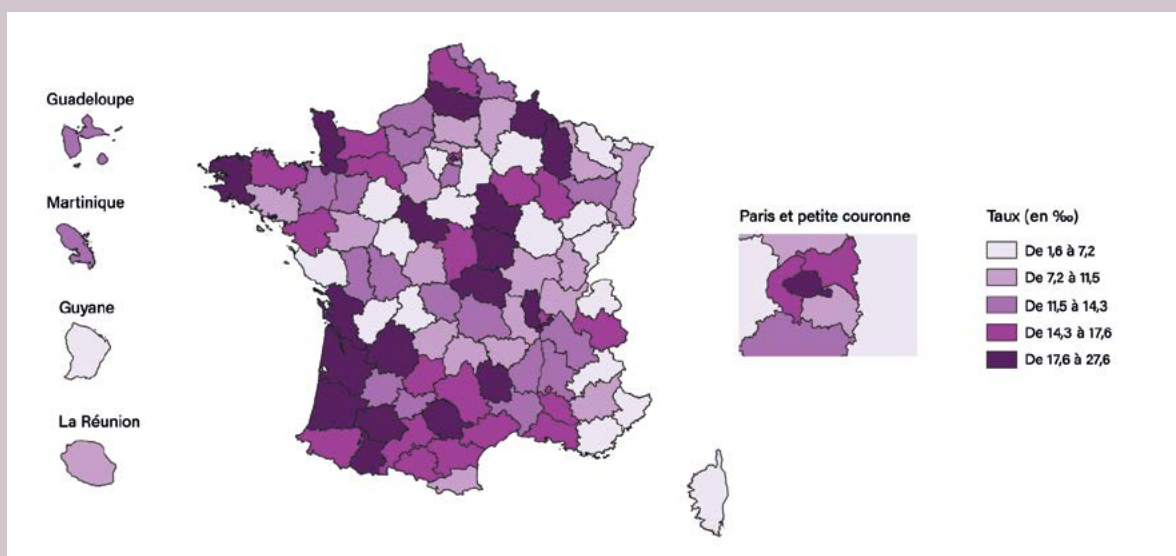 Guadeloupe
Martinique
Guyane
La Réunion
Paris et petite couronne
Taux (en ‰)
De 1,6 à 7,2
De 7,2 à 11,5
De 11,5 à 14,3
De 14,3 à 17,6
De 17,6 à 27,6